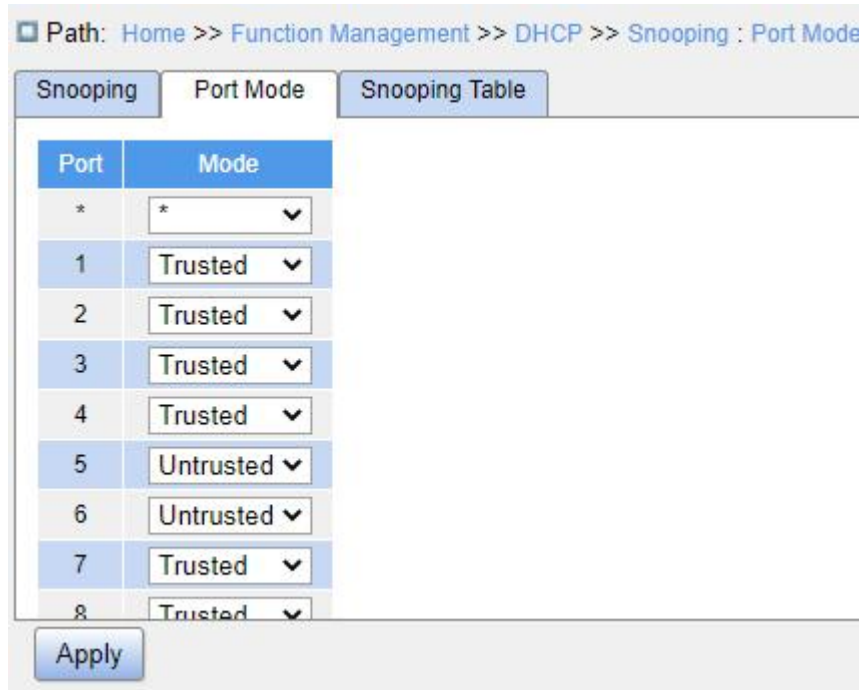 Path: Home >> Function Management >> DHCP >> Snooping : Port Mode
Snooping Port Mode Snooping Table
Port Mode
* *
1 Trusted
2 Trusted
3 Trusted
4 Trusted
5 Untrusted
6 Untrusted
7 Trusted
8 Trusted
Apply